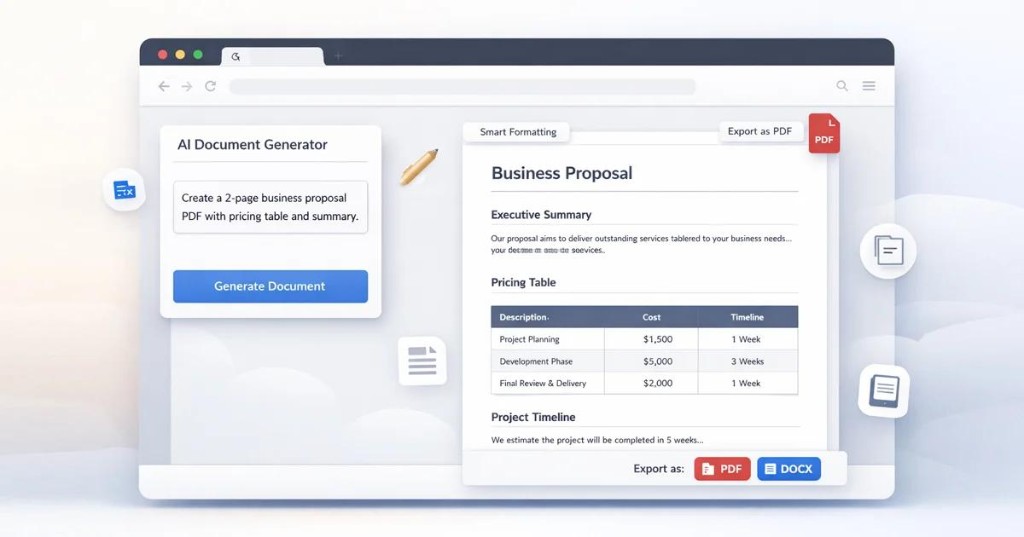 AI Document Generator
Create a 2-page business proposal
PDF with pricing table and summary.
Generate Document
Smart Formatting
Export as PDF
PDF
Business Proposal
Executive Summary
Our proposal aims to deliver outstanding services tablered to your business needs...
your
Pricing Table
Description Cost Timeline
Project Planning $1,500 1 Week
Development Phase $5,000 3 Weeks
Final Review & Delivery $2,000 1 Week
Project Timeline
We estimate the project will be completed in 5 weeks...
Export as: PDF DOCX